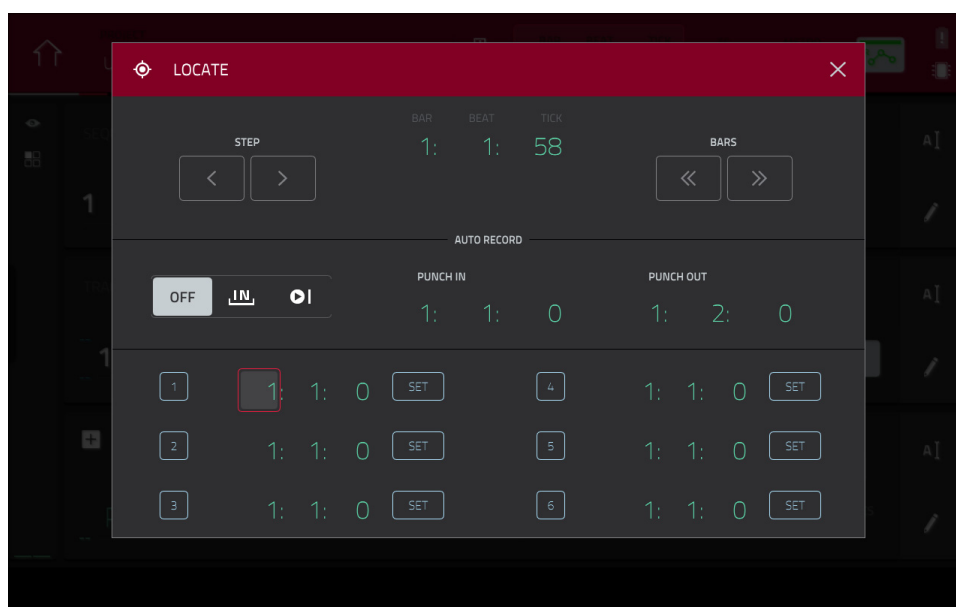 LOCATE
BAR BEAT TICK
STEP 1: 1: 58 BARS
AUTO RECORD
PUNCH IN PUNCH OUT
OFF IN 1: 1: 0 1: 2: 0
1 1: 1: 0 SET 4 1: 1: 0 SET
2 1: 1: 0 SET 5 1: 1: 0 SET
3 1: 1: 0 SET 6 1: 1: 0 SET
1
1